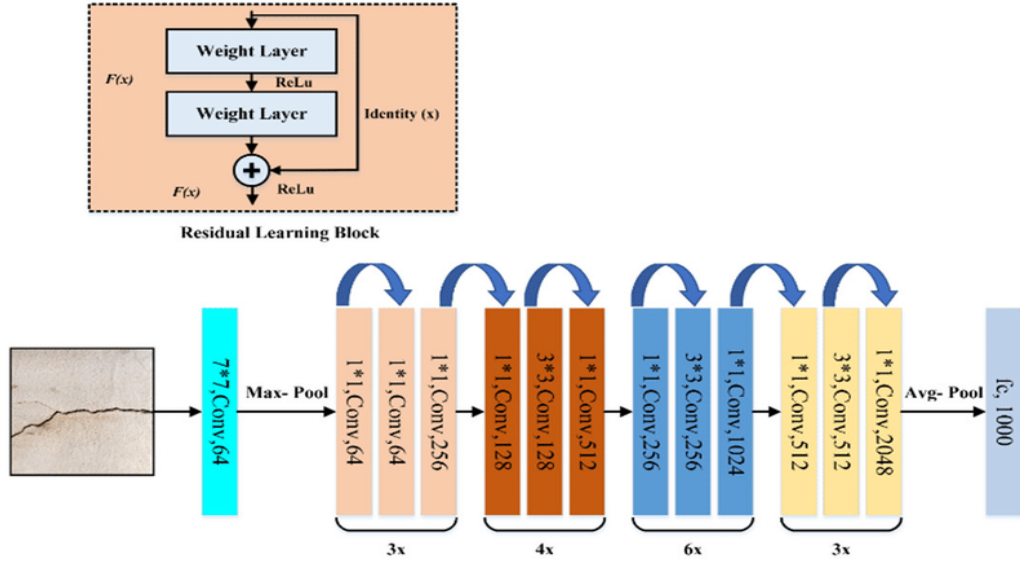 Weight Layer
F(x)
ReLu
Weight Layer
Identity (x)
F(x)
ReLu
Residual Learning Block
7*7,Conv,64
Max- Pool
1*1,Conv,64
1*1,Conv,64
1*1,Conv,256
1*1,Conv,128
3*3,Conv,128
1*1,Conv,512
1*1,Conv,256
3*3,Conv,256
1*1,Conv,1024
1*1,Conv,512
3*3,Conv,512
1*1,Conv,2048
Avg- Pool
fc, 1000
3x
4x
6x
3x